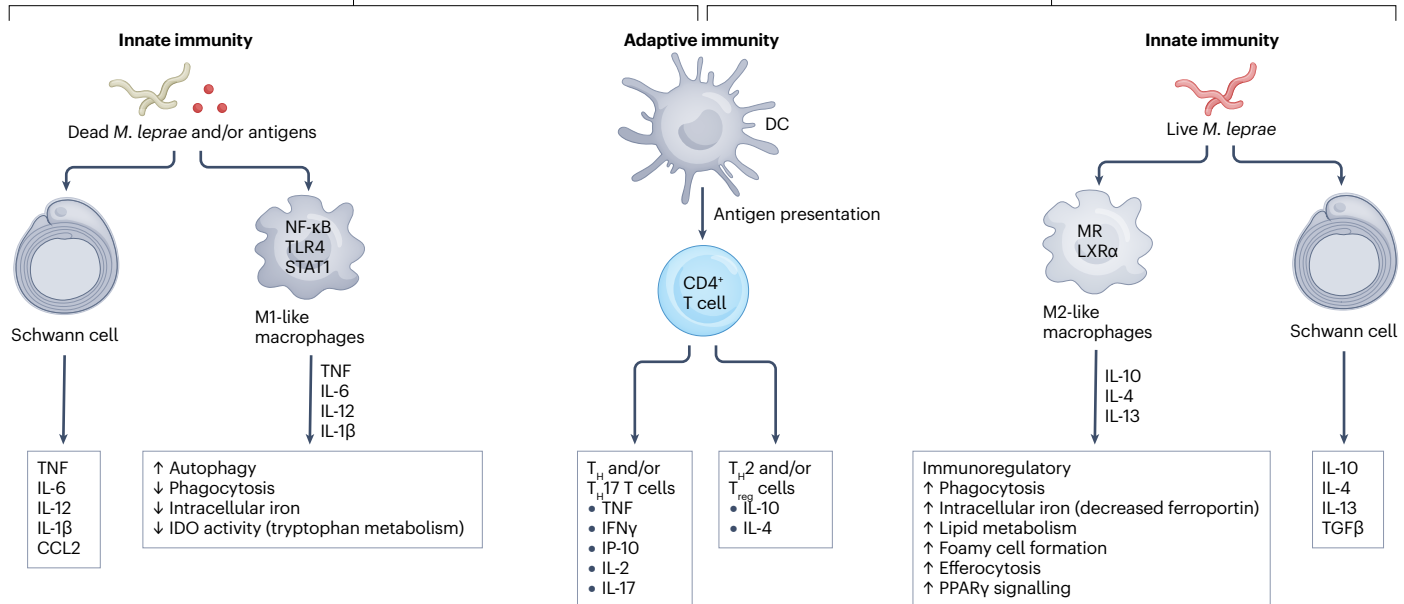 Innate immunity
Dead M. leprae and/or antigens
Schwann cell
TNF
IL-6
IL-12
IL-1β
CCL2
NF-κB
TLR4
STAT1
M1-like
macrophages
TNF
IL-6
IL-12
IL-1β
↑ Autophagy
↓ Phagocytosis
↓ Intracellular iron
↓ IDO activity (tryptophan metabolism)
Adaptive immunity
DC
Antigen presentation
CD4⁺
T cell
T_H and/or
T_H17 T cells
• TNF
• IFNγ
• IP-10
• IL-2
• IL-17
T_H2 and/or
T_reg cells
• IL-10
• IL-4
Innate immunity
Live M. leprae
MR
LXRα
M2-like
macrophages
IL-10
IL-4
IL-13
Immunoregulatory
↑ Phagocytosis
↑ Intracellular iron (decreased ferroportin)
↑ Lipid metabolism
↑ Foamy cell formation
↑ Efferocytosis
↑ PPARγ signalling
Schwann cell
IL-10
IL-4
IL-13
TGFβ